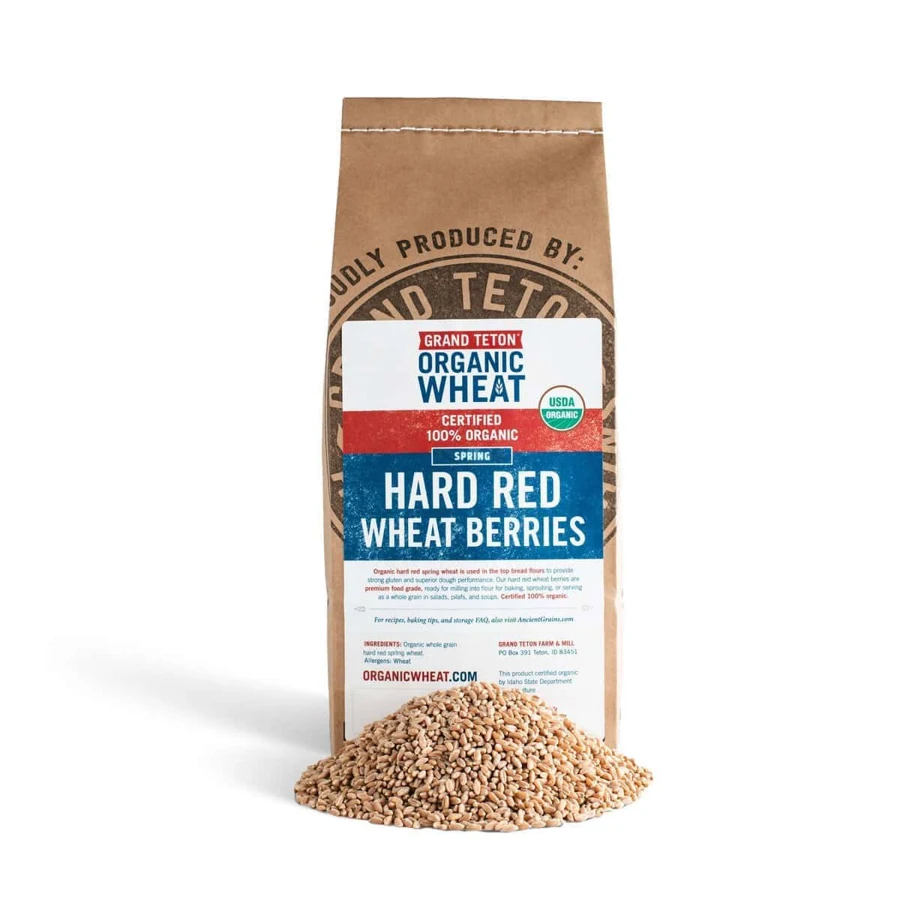 PRODUCED BY:
TETON
GRAND TETON
ORGANIC
WHEAT
USDA
ORGANIC
CERTIFIED
100% ORGANIC
SPRING
HARD RED
WHEAT BERRIES
Organic hard red spring wheat is used in the top bread flours to provide
strong gluten and superior dough performance. Our hard red wheat berries are
premium food grade, ready for milling into flour for baking, sprouting, or serving
as a whole grain in salads, pilafs, and soups. Certified 100% organic.
For recipes, baking tips, and storage FAQ, also visit AncientGrains.com
INGREDIENTS: Organic whole grain
hard red spring wheat.
Allergens: Wheat
ORGANICWHEAT.COM
GRAND TETON FARM & MILL
PO Box 391 Teton, ID 83451
This product certified organic
by Idaho State Department